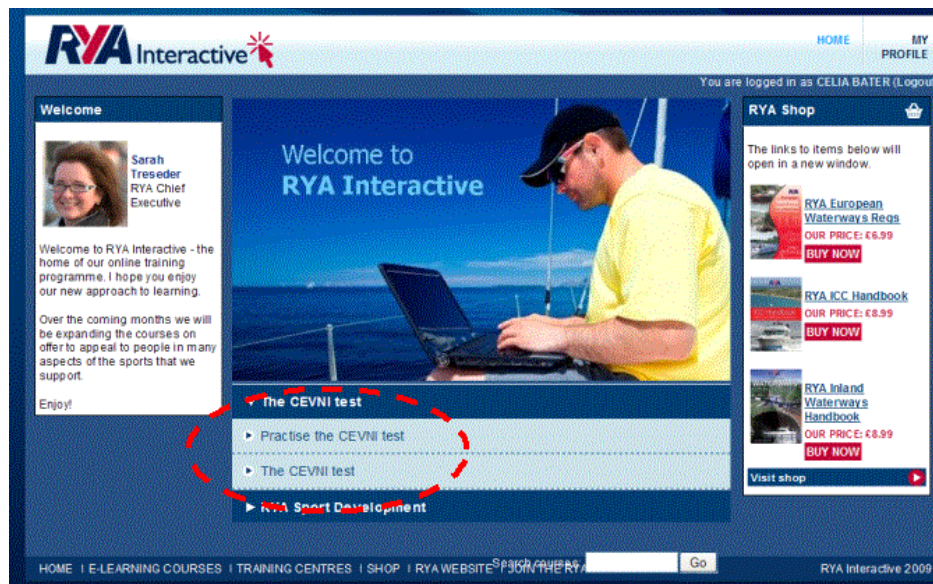 RYA Interactive
HOME
MY
PROFILE
You are logged in as CELIA BATER (Logout
Welcome
Sarah
Treseder
RYA Chief
Executive
Welcome to RYA Interactive - the
home of our online training
programme. I hope you enjoy
our new approach to learning.
Over the coming months we will
be expanding the courses on
offer to appeal to people in many
aspects of the sports that we
support.
Enjoy!
Welcome to
RYA Interactive
The CEVNI test
Practise the CEVNI test
The CEVNI test
RYA Sport Development
RYA Shop
The links to items below will
open in a new window.
RYA European
Waterways Regs
OUR PRICE: £6.99
BUY NOW
RYA ICC Handbook
OUR PRICE: £8.99
BUY NOW
RYA Inland
Waterways
Handbook
OUR PRICE: £8.99
BUY NOW
Visit shop
Search courses
Go
HOME I E-LEARNING COURSES I TRAINING CENTRES I SHOP I RYA WEBSITE I JOIN THE RYA
RYA Interactive 2009